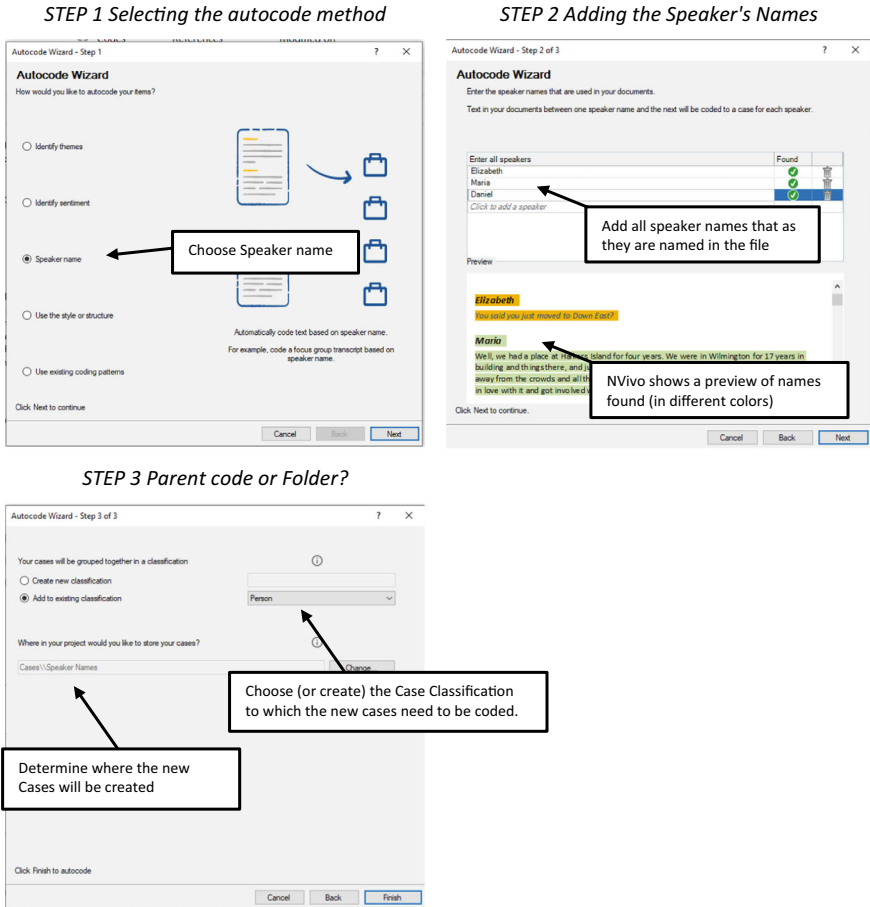 STEP 1 Selecting the autocode method
Autocode Wizard - Step 1
?
Autocode Wizard
How would you like to autocode your items?
Identify themes
Identify sentiment
Speaker name
Choose Speaker name
Use the style or structure
Automatically code text based on speaker name.
For example, code a focus group transcript based on
speaker name.
Use existing coding patterns
Click Next to continue
Cancel
Back
Next
STEP 2 Adding the Speaker's Names
Autocode Wizard - Step 2 of 3
?
Autocode Wizard
Enter the speaker names that are used in your documents.
Text in your documents between one speaker name and the next will be coded to a case for each speaker.
Enter all speakers Found
Elizabeth
Maria
Daniel
Click to add a speaker
Add all speaker names that as
they are named in the file
Preview
Elizabeth
You said you just moved to Down East?
Maria
Well, we had a place at Island for four years. We were in Wilmington for 17 years in
building and things there, and
away from the crowds and all
in love with it and got involved
NVivo shows a preview of names
found (in different colors)
Click Next to continue.
Cancel
Back
Next
STEP 3 Parent code or Folder?
Autocode Wizard - Step 3 of 3
?
Your cases will be grouped together in a classification
Create new classification
Add to existing classification
Person
Where in your project would you like to store your cases?
Cases\\Speaker Names
Change...
Choose (or create) the Case Classification
to which the new cases need to be coded.
Determine where the new
Cases will be created
Click Finish to autocode
Cancel
Back
Finish